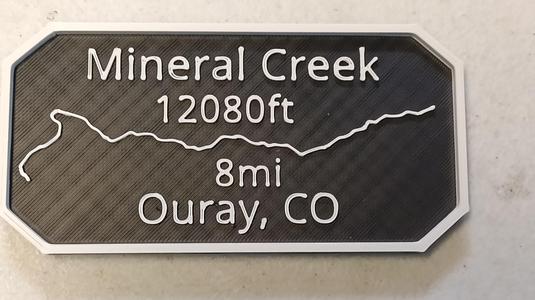 Mineral Creek
12080ft
8mi
Ouray, CO